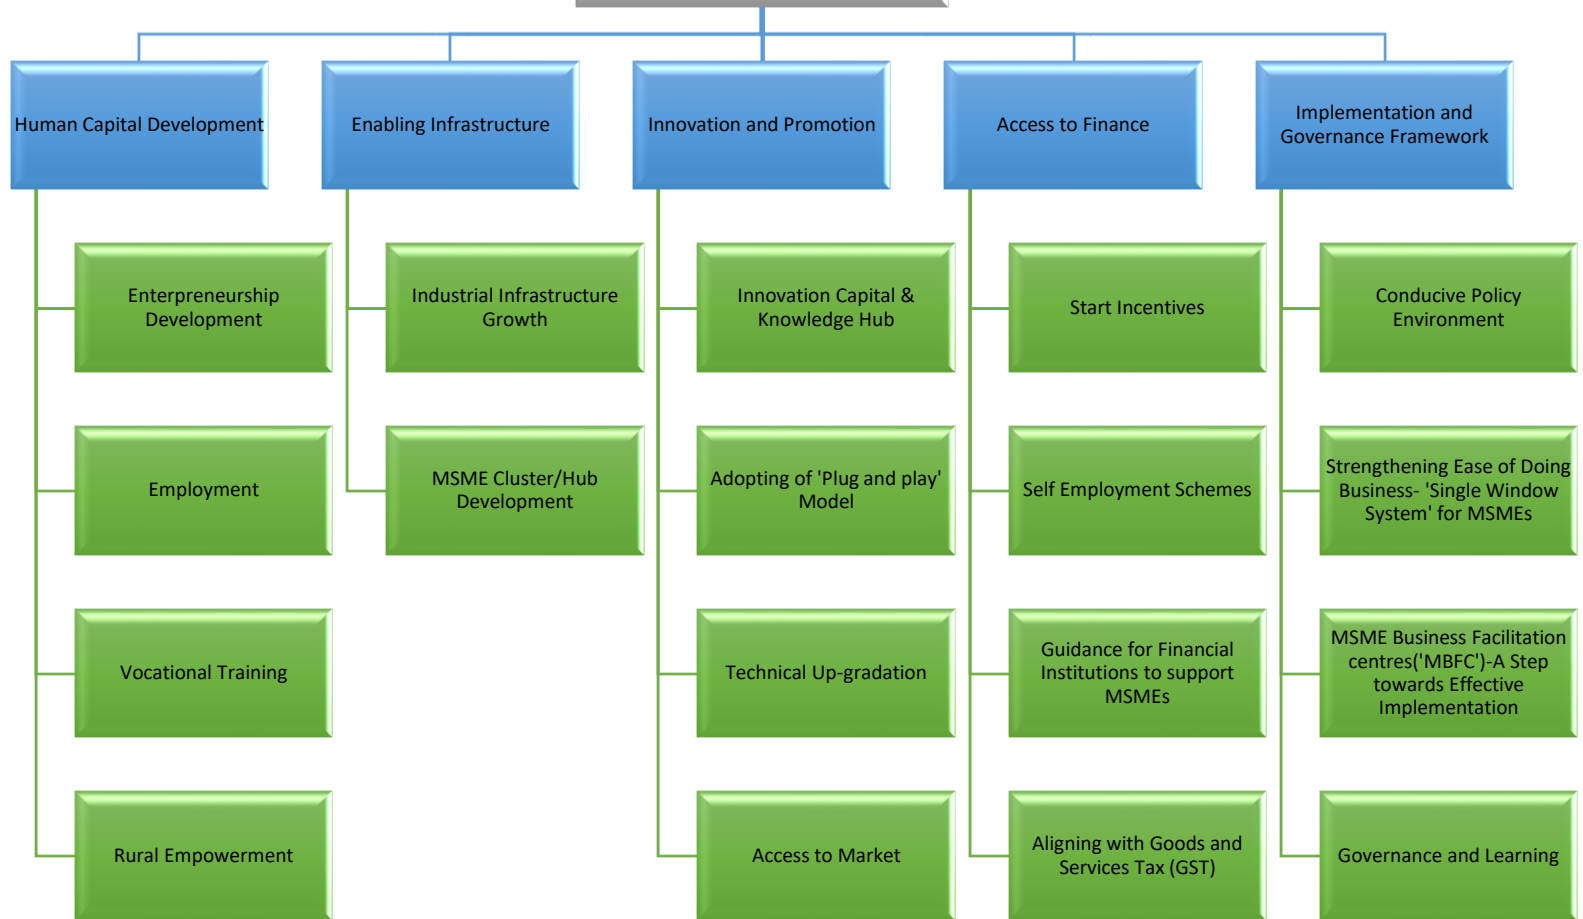 Human Capital Development
Enabling Infrastructure
Innovation and Promotion
Access to Finance
Implementation and
Governance Framework
Enterpreneurship
Development
Employment
Vocational Training
Rural Empowerment
Industrial Infrastructure
Growth
MSME Cluster/Hub
Development
Innovation Capital &
Knowledge Hub
Adopting of 'Plug and play'
Model
Technical Up-gradation
Access to Market
Start Incentives
Self Employment Schemes
Guidance for Financial
Institutions to support
MSMEs
Aligning with Goods and
Services Tax (GST)
Conducive Policy
Environment
Strengthening Ease of Doing
Business- 'Single Window
System' for MSMEs
MSME Business Facilitation
centres('MBFC')-A Step
towards Effective
Implementation
Governance and Learning